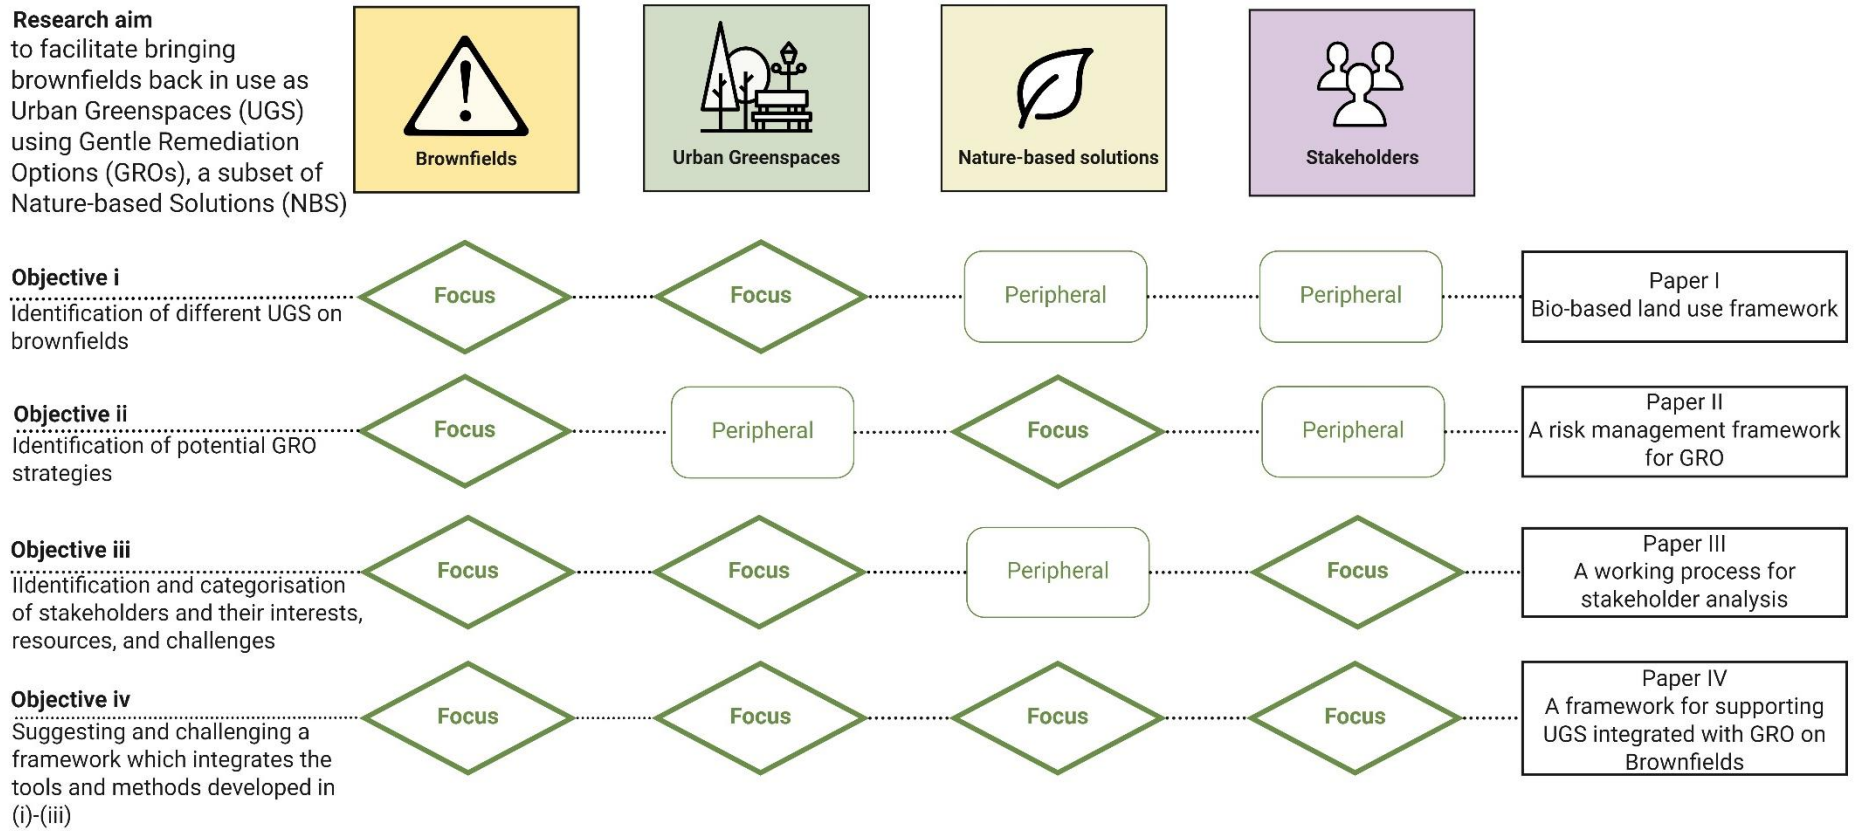 Research aim
to facilitate bringing
brownfields back in use as
Urban Greenspaces (UGS)
using Gentle Remediation
Options (GROs), a subset of
Nature-based Solutions (NBS)
Brownfields
Urban Greenspaces
Nature-based solutions
Stakeholders
Objective i
Identification of different UGS on
brownfields
Focus
Focus
Peripheral
Peripheral
Paper I
Bio-based land use framework
Objective ii
Identification of potential GRO
strategies
Focus
Peripheral
Focus
Peripheral
Paper II
A risk management framework
for GRO
Objective iii
IIdentification and categorisation
of stakeholders and their interests,
resources, and challenges
Focus
Focus
Peripheral
Focus
Paper III
A working process for
stakeholder analysis
Objective iv
Suggesting and challenging a
framework which integrates the
tools and methods developed in
(i)-(iii)
Focus
Focus
Focus
Focus
Paper IV
A framework for supporting
UGS integrated with GRO on
Brownfields